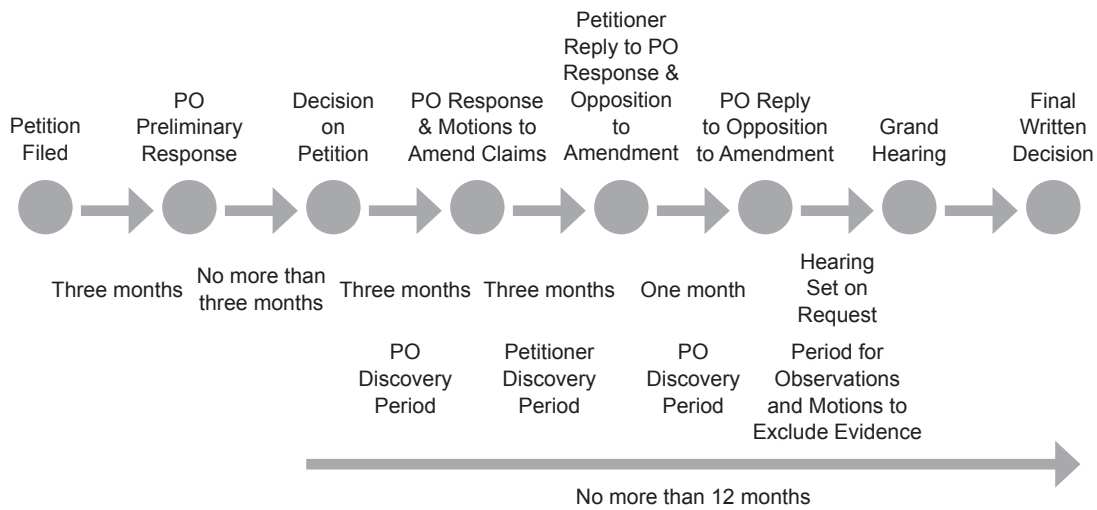 Petition
Filed
PO
Preliminary
Response
Decision
on
Petition
PO Response
& Motions to
Amend Claims
Petitioner
Reply to PO
Response &
Opposition
to
Amendment
PO Reply
to Opposition
to Amendment
Grand
Hearing
Final
Written
Decision
Three months
No more than
three months
Three months
Three months
One month
Hearing
Set on
Request
PO
Discovery
Period
Petitioner
Discovery
Period
PO
Discovery
Period
Period for
Observations
and Motions to
Exclude Evidence
No more than 12 months